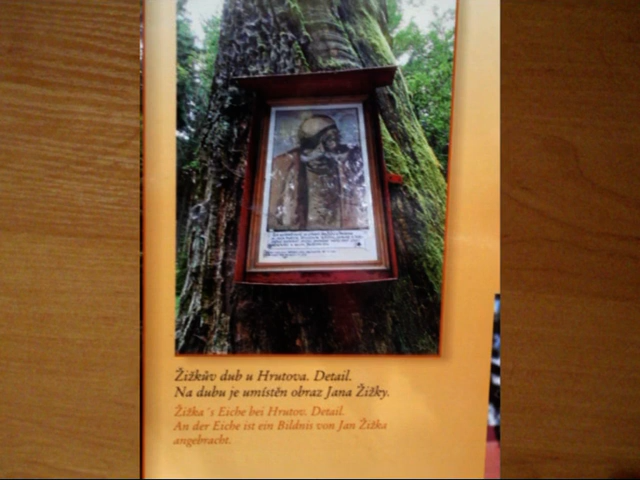 Žižkův dub u Hrutova. Detail.
Na dubu je umístěn obraz Jana Žižky.
Žižka´s Eiche bei Hrutov. Detail.
An der Eiche ist ein Bildnis von Jan Žižka
angebracht.